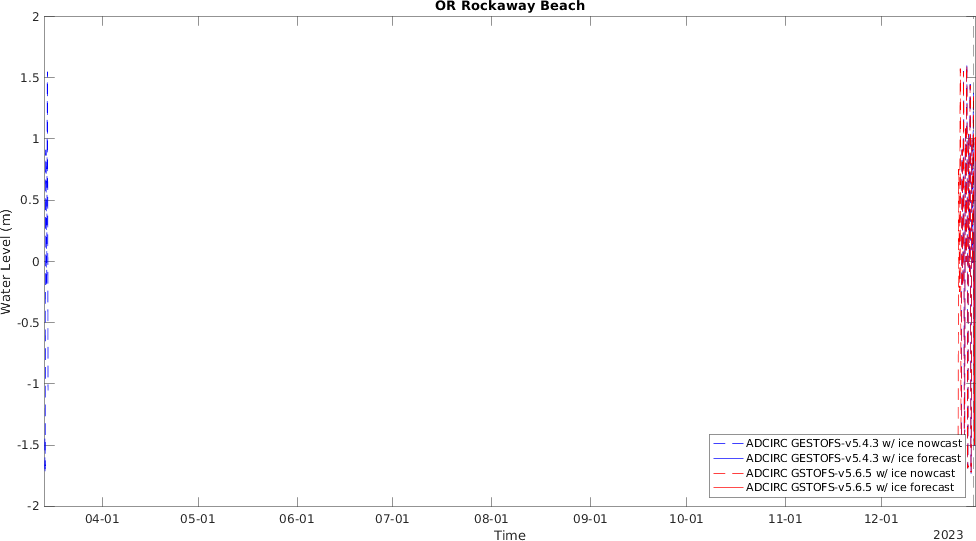 OR Rockaway Beach
2
1.5
1
0.5
0
-0.5
-1
-1.5
-2
Water Level (m)
ADCIRC GESTOFS-v5.4.3 w/ ice nowcast
ADCIRC GESTOFS-v5.4.3 w/ ice forecast
ADCIRC GSTOFS-v5.6.5 w/ ice nowcast
ADCIRC GSTOFS-v5.6.5 w/ ice forecast
04-01 05-01 06-01 07-01 08-01 09-01 10-01 11-01 12-01
Time
2023